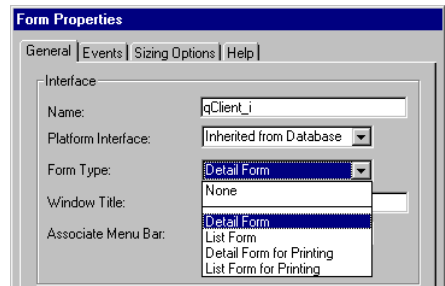 Form Properties
General Events Sizing Options Help
Interface
Name: qClient_i
Platform Interface: Inherited from Database
Form Type: Detail Form
None
Window Title:
Detail Form
Associate Menu Bar: List Form
Detail Form for Printing
List Form for Printing